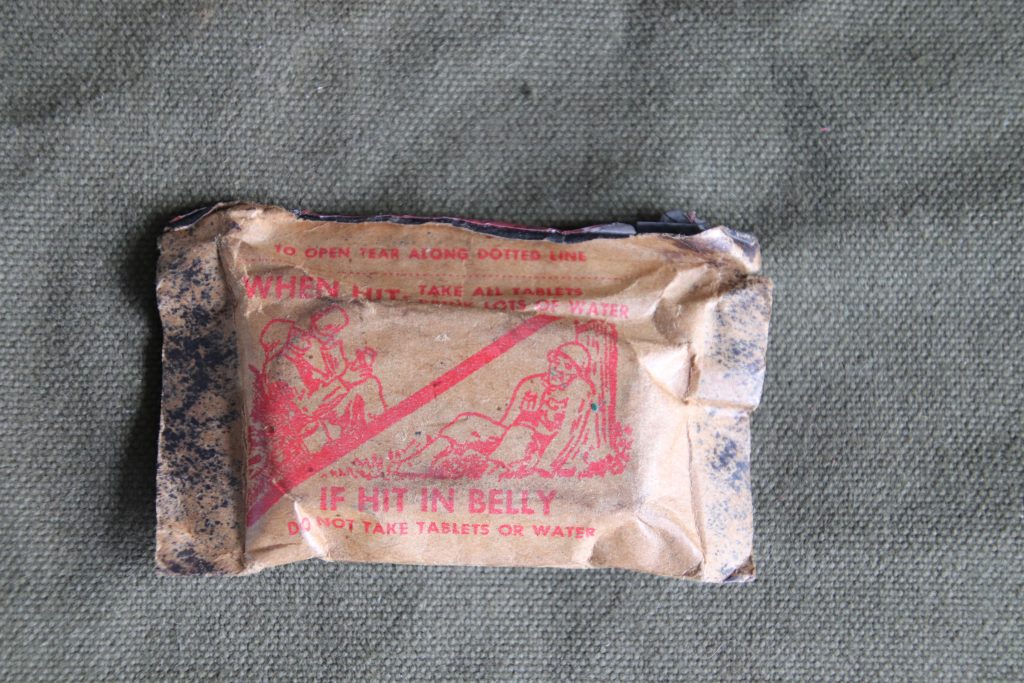 TO OPEN, TEAR ALONG DOTTED LINE
WHEN HIT: TAKE ALL TABLETS
DRINK LOTS OF WATER
IF HIT IN BELLY
DO NOT TAKE TABLETS OR WATER